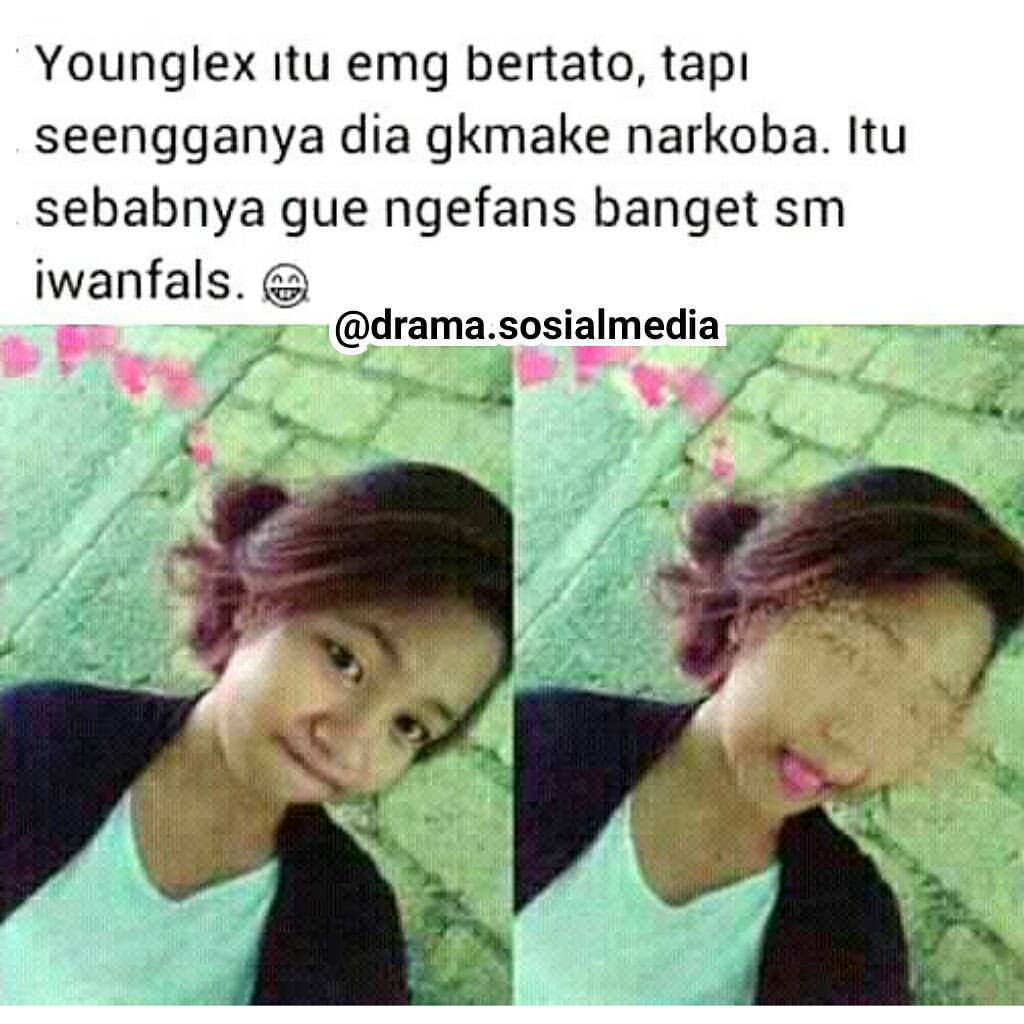 Younglex itu emg bertato, tapi
seengganya dia gkmake narkoba. Itu
sebabnya gue ngefans banget sm
iwanfals. 😁
@drama.sosialmedia